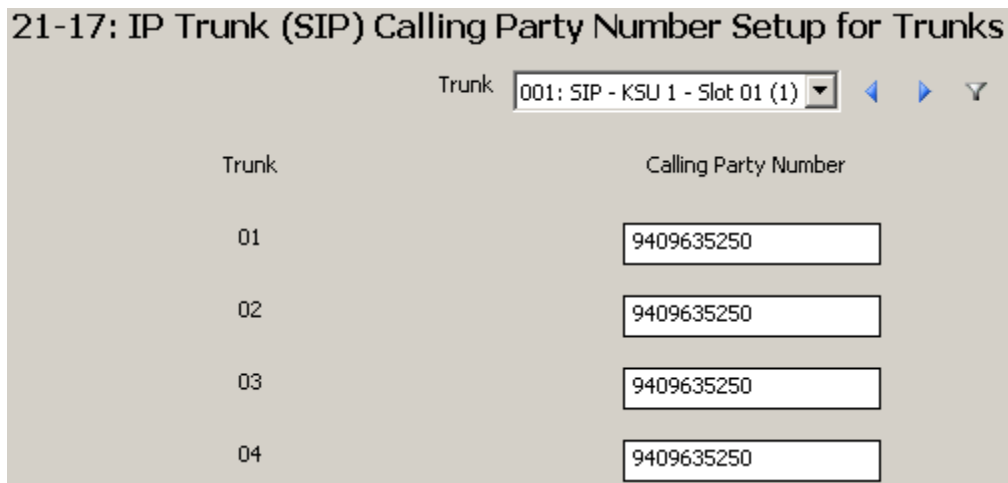 21-17: IP Trunk (SIP) Calling Party Number Setup for Trunks
Trunk 001: SIP - KSU 1 - Slot 01 (1)
Trunk Calling Party Number
01 9409635250
02 9409635250
03 9409635250
04 9409635250